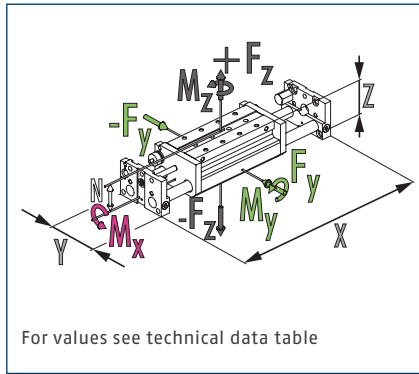 +Fz
Mz
-Fy
Z
Fy
N
My
Mx
-Fz
X
Y
For values see technical data table